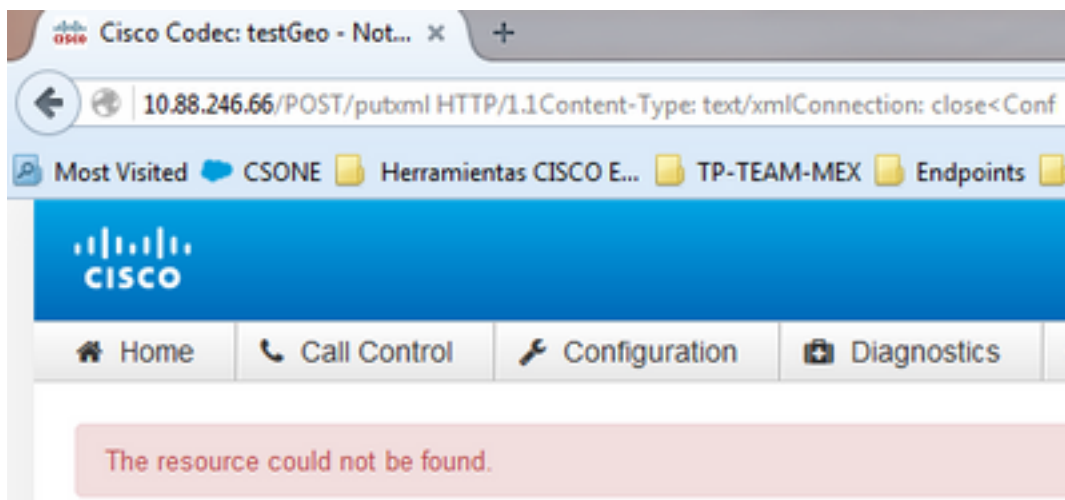 Cisco Codec: testGeo - Not... × +
10.88.246.66/POST/putxml HTTP/1.1Content-Type: text/xmlConnection: close<Conf
Most Visited CSONE Herramientas CISCO E... TP-TEAM-MEX Endpoints
CISCO
Home Call Control Configuration Diagnostics
The resource could not be found.